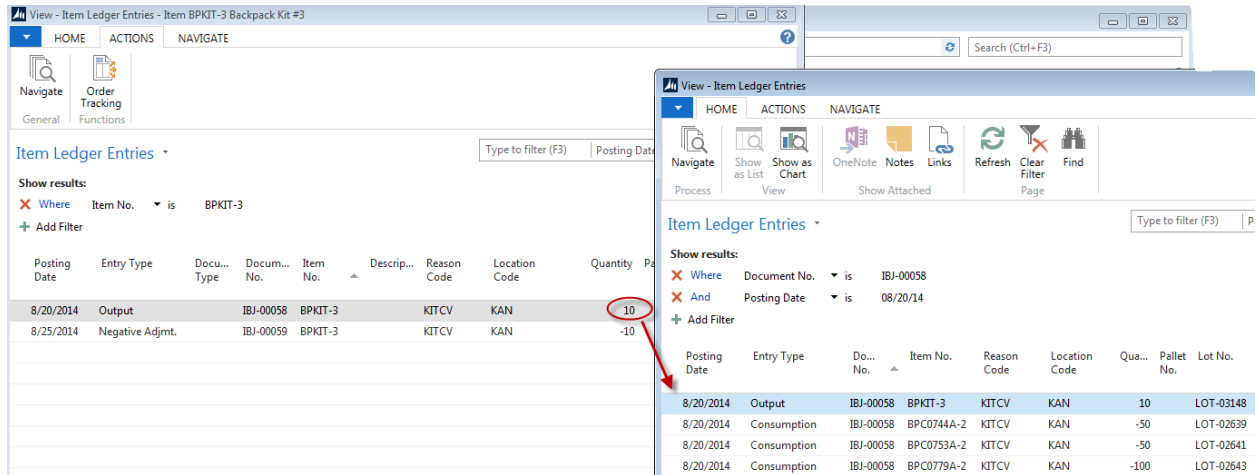 View - Item Ledger Entries - Item BPKIT-3 Backpack Kit #3
HOME ACTIONS NAVIGATE
Navigate Order Tracking
General Functions
Item Ledger Entries
Type to filter (F3) Posting Date
Show results:
Where Item No. is BPKIT-3
Add Filter
Posting Date Entry Type Docu... Type Docum... No. Item No. Descrip... Reason Code Location Code Quantity Pa
8/20/2014 Output IBJ-00058 BPKIT-3 KITCV KAN 10
8/25/2014 Negative Adjmt. IBJ-00059 BPKIT-3 KITCV KAN -10
Search (Ctrl+F3)
View - Item Ledger Entries
HOME ACTIONS NAVIGATE
Navigate Show as List Show as Chart OneNote Notes Links Refresh Clear Filter Find
Process View Show Attached Page
Item Ledger Entries
Type to filter (F3) P
Show results:
Where Document No. is IBJ-00058
And Posting Date is 08/20/14
Add Filter
Posting Date Entry Type Do... No. Item No. Reason Code Location Code Qua... Pallet No. Lot No.
8/20/2014 Output IBJ-00058 BPKIT-3 KITCV KAN 10 LOT-03148
8/20/2014 Consumption IBJ-00058 BPC0744A-2 KITCV KAN -50 LOT-02639
8/20/2014 Consumption IBJ-00058 BPC0753A-2 KITCV KAN -50 LOT-02641
8/20/2014 Consumption IBJ-00058 BPC0779A-2 KITCV KAN -100 LOT-02643